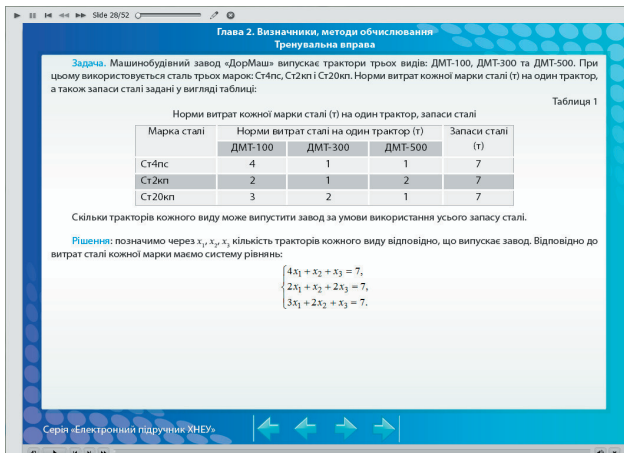 Slide 28/52
Глава 2. Визначники, методи обчислювання
Тренувальна вправа
Задача. Машинобудівний завод «ДорМаш» випускає трактори трьох видів: ДМТ-100, ДМТ-300 та ДМТ-500. При
цьому використовується сталь трьох марок: Ст4пс, Ст2кп і Ст20кп. Норми витрат кожної марки сталі (т) на один трактор,
а також запаси сталі задані у вигляді таблиці:
Таблиця 1
Норми витрат кожної марки сталі (т) на один трактор, запаси сталі
Марка сталі Норми витрат сталі на один трактор (т) Запаси сталі
ДМТ-100 ДМТ-300 ДМТ-500 (т)
Ст4пс 4 1 1 7
Ст2кп 2 1 2 7
Ст20кп 3 2 1 7
Скільки тракторів кожного виду може випустити завод за умови використання усього запасу сталі.
Рішення: позначимо через x₁, x₂, x₃ кількість тракторів кожного виду відповідно, що випускає завод. Відповідно до
витрат сталі кожної марки маємо систему рівнянь:
4x₁ + x₂ + x₃ = 7,
2x₁ + x₂ + 2x₃ = 7,
3x₁ + 2x₂ + x₃ = 7.
Серія «Електронний підручник ХНЕУ»